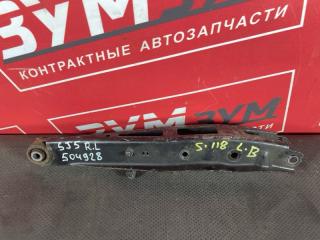 ЗУМ
КОНТРАКТНЫЕ АВТОЗАПЧАСТИ
ЗУМ
SJ5 R.L
504928
S.118 L.B